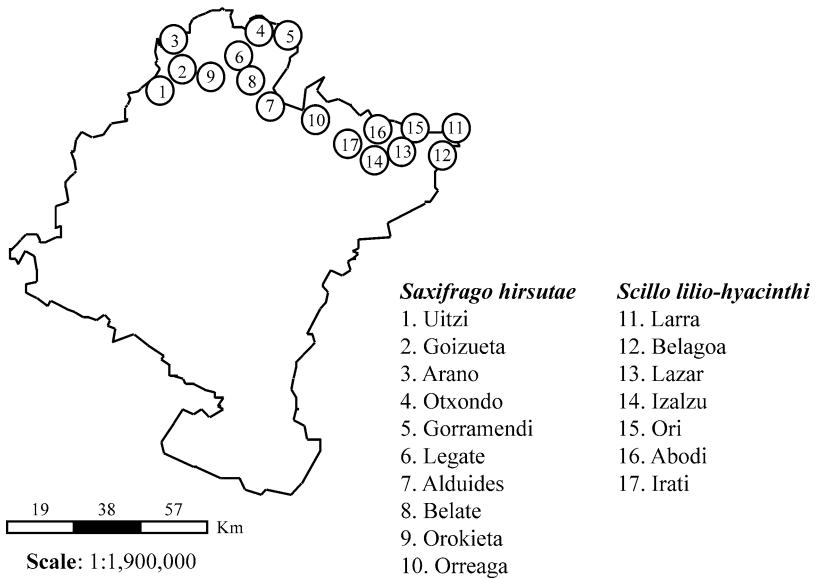 4
5
3
6
2
9
8
1
7
10
16
15
11
17
14
13
12
Saxifrago hirsutae
1. Uitzi
2. Goizueta
3. Arano
4. Otxondo
5. Gorramendi
6. Legate
7. Alduides
8. Belate
9. Orokieta
10. Orreaga
Scillo lilio-hyacinthi
11. Larra
12. Belagoa
13. Lazar
14. Izalzu
15. Ori
16. Abodi
17. Irati
19 38 57
Km
Scale: 1:1,900,000